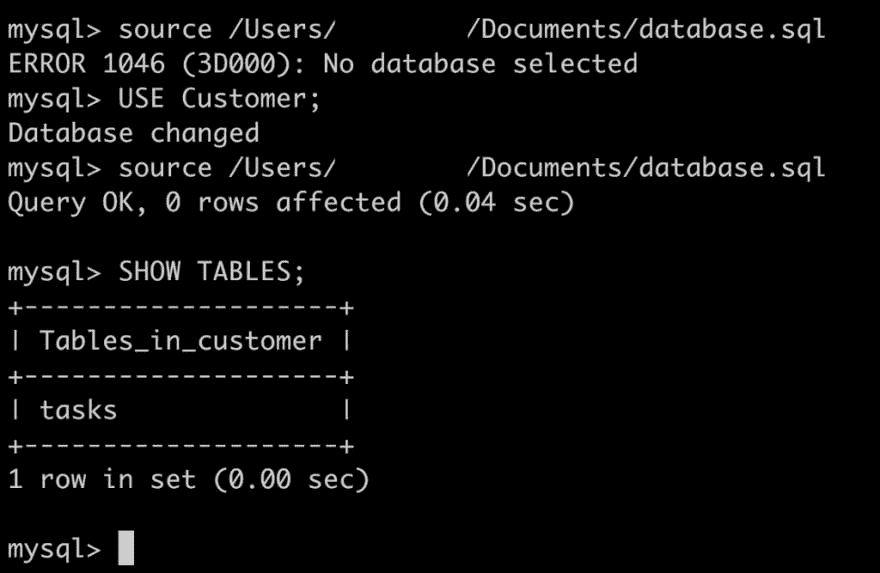 mysql> source /Users/         /Documents/database.sql
ERROR 1046 (3D000): No database selected
mysql> USE Customer;
Database changed
mysql> source /Users/         /Documents/database.sql
Query OK, 0 rows affected (0.04 sec)
mysql> SHOW TABLES;
+--------------------+
| Tables_in_customer |
+--------------------+
| tasks              |
+--------------------+
1 row in set (0.00 sec)
mysql>